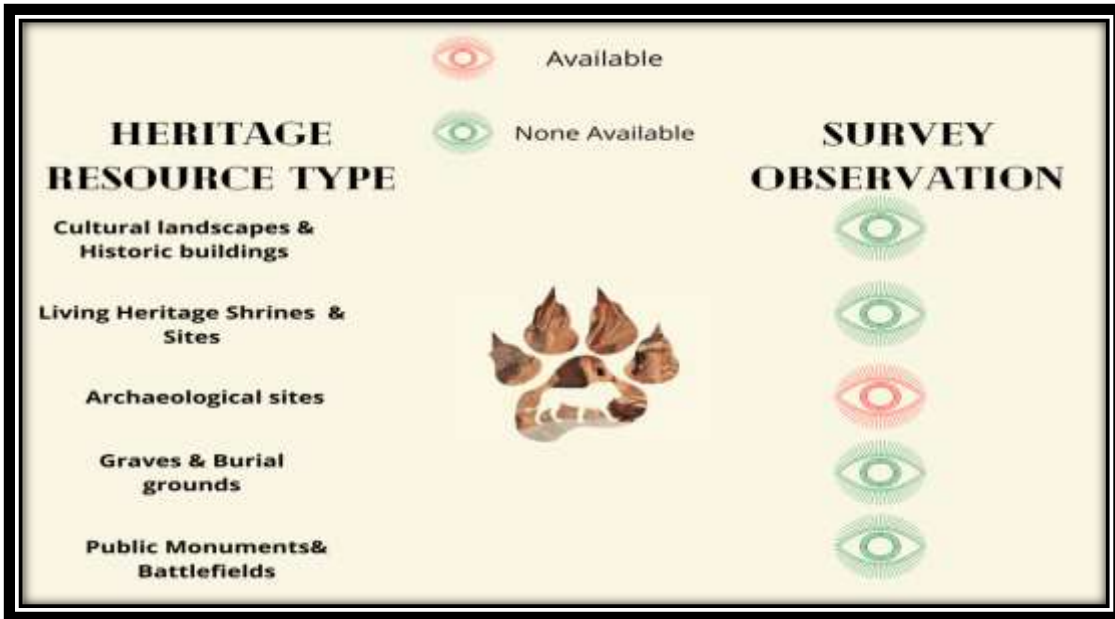 Available
None Available
HERITAGE
RESOURCE TYPE
SURVEY
OBSERVATION
Cultural landscapes &
Historic buildings
Living Heritage Shrines &
Sites
Archaeological sites
Graves & Burial
grounds
Public Monuments&
Battlefields